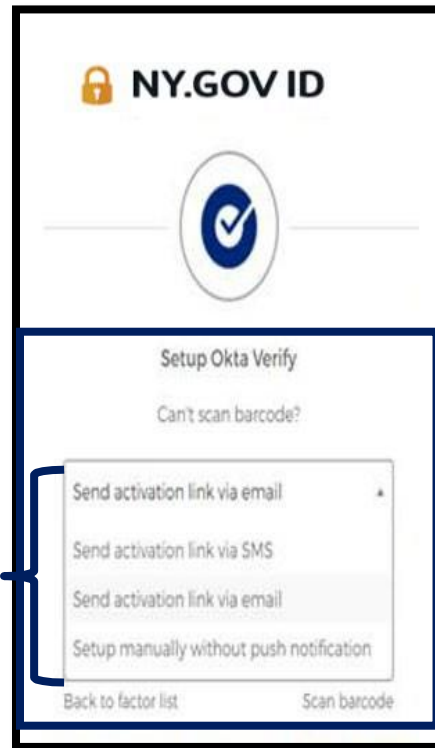 NY.GOV ID
Setup Okta Verify
Can't scan barcode?
Send activation link via email
Send activation link via SMS
Send activation link via email
Setup manually without push notification
Back to factor list Scan barcode